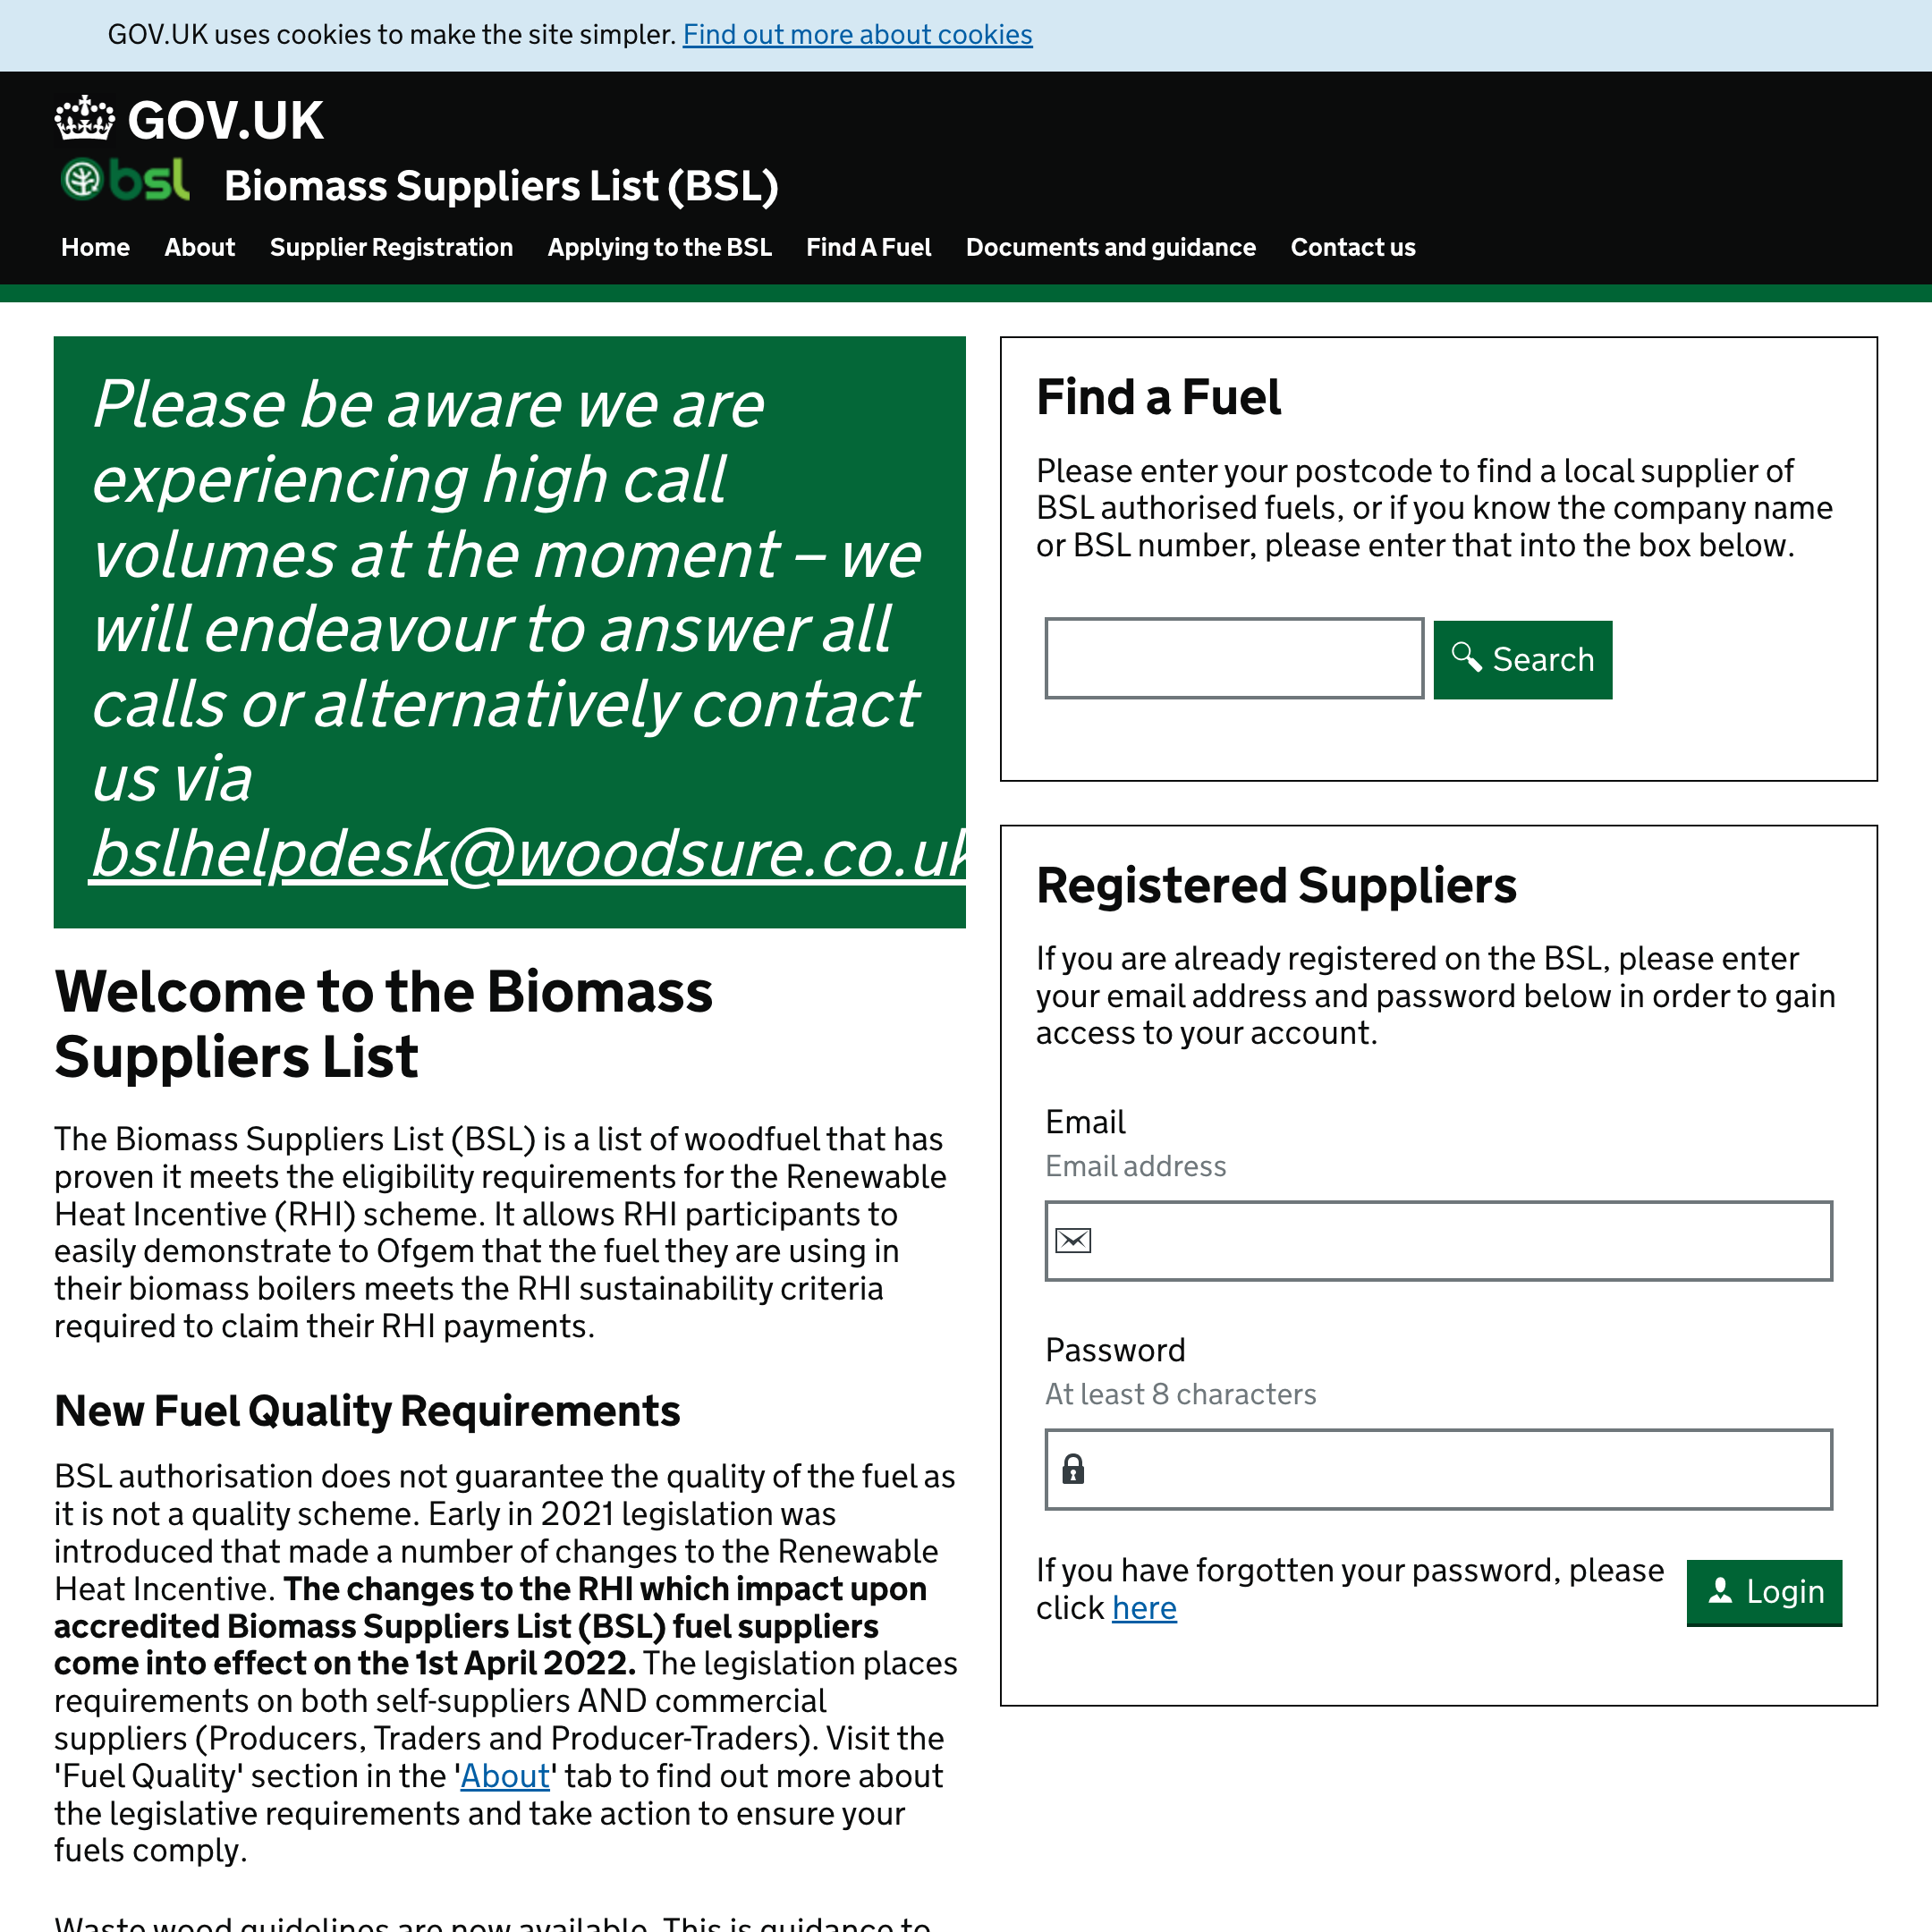 GOV.UK uses cookies to make the site simpler. Find out more about cookies
GOV.UK
bsl Biomass Suppliers List (BSL)
Home About Supplier Registration Applying to the BSL Find A Fuel Documents and guidance Contact us
Please be aware we are
experiencing high call
volumes at the moment – we
will endeavour to answer all
calls or alternatively contact
us via
bslhelpdesk@woodsure.co.uk
Welcome to the Biomass
Suppliers List
The Biomass Suppliers List (BSL) is a list of woodfuel that has
proven it meets the eligibility requirements for the Renewable
Heat Incentive (RHI) scheme. It allows RHI participants to
easily demonstrate to Ofgem that the fuel they are using in
their biomass boilers meets the RHI sustainability criteria
required to claim their RHI payments.
New Fuel Quality Requirements
BSL authorisation does not guarantee the quality of the fuel as
it is not a quality scheme. Early in 2021 legislation was
introduced that made a number of changes to the Renewable
Heat Incentive. The changes to the RHI which impact upon
accredited Biomass Suppliers List (BSL) fuel suppliers
come into effect on the 1st April 2022. The legislation places
requirements on both self-suppliers AND commercial
suppliers (Producers, Traders and Producer-Traders). Visit the
'Fuel Quality' section in the 'About' tab to find out more about
the legislative requirements and take action to ensure your
fuels comply.
Waste wood guidelines are now available. This is guidance to
Find a Fuel
Please enter your postcode to find a local supplier of
BSL authorised fuels, or if you know the company name
or BSL number, please enter that into the box below.
Search
Registered Suppliers
If you are already registered on the BSL, please enter
your email address and password below in order to gain
access to your account.
Email
Email address
Password
At least 8 characters
If you have forgotten your password, please
click here
Login